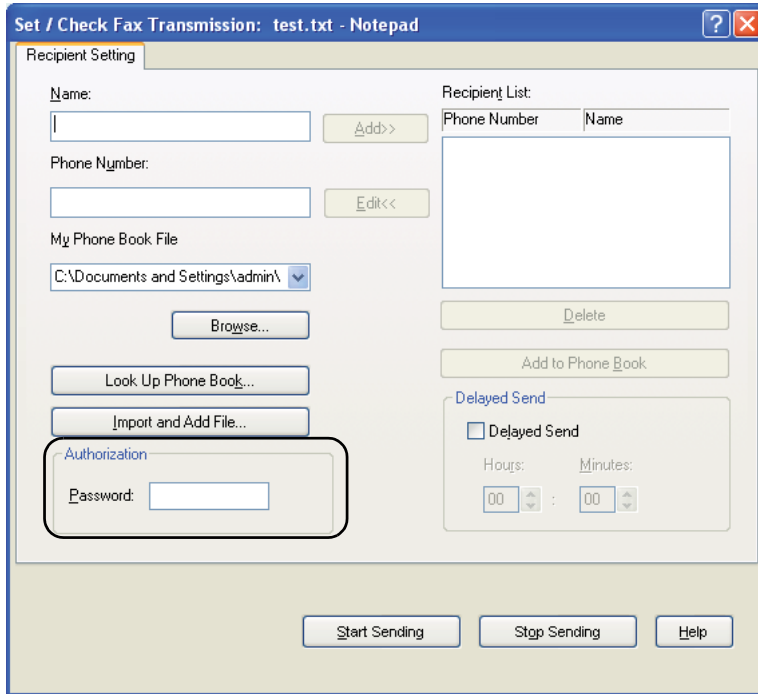 Set / Check Fax Transmission: test.txt - Notepad
Recipient Setting
Name:
Add>>
Phone Number:
Edit<<
My Phone Book File
C:\Documents and Settings\admin\
Browse...
Look Up Phone Book...
Import and Add File...
Authorization
Password:
Recipient List:
Phone Number Name
Delete
Add to Phone Book
Delayed Send
Delayed Send
Hours: Minutes:
00 : 00
Start Sending Stop Sending Help